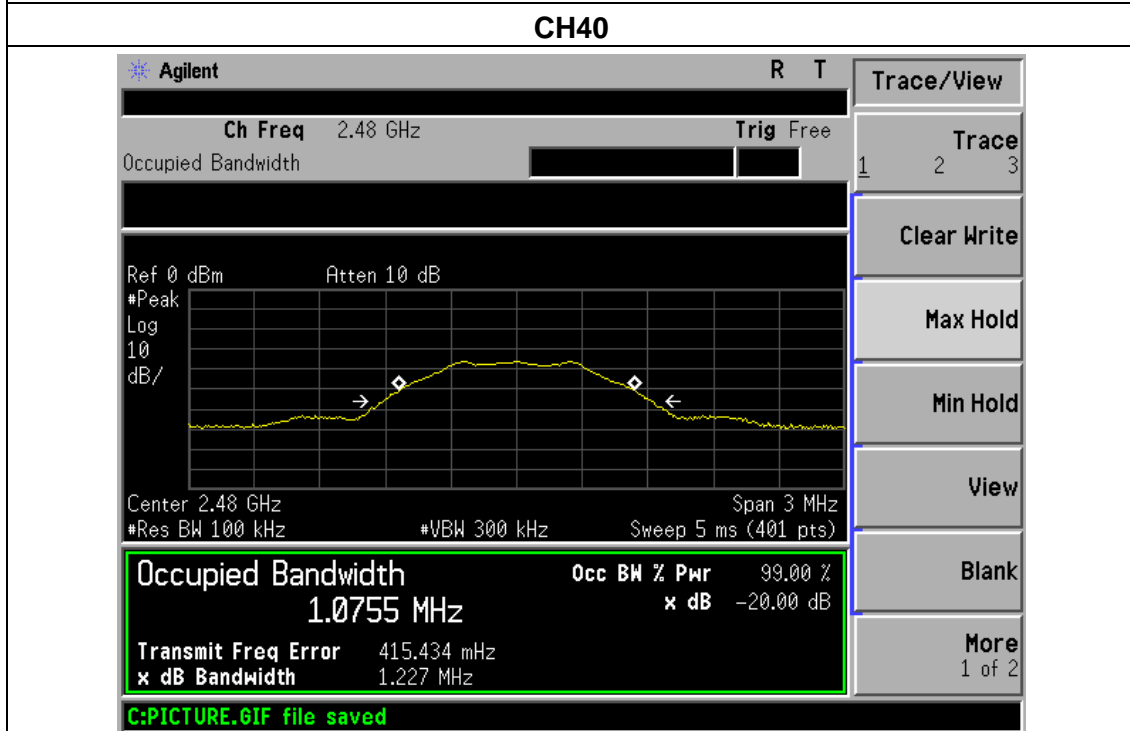 CH40
Agilent R T
Trace/View
Ch Freq 2.48 GHz Trig Free
Occupied Bandwidth
Trace
1 2 3
Clear Write
Max Hold
Min Hold
View
Blank
More
1 of 2
Ref 0 dBm Atten 10 dB
#Peak
Log
10
dB/
Center 2.48 GHz Span 3 MHz
#Res BW 100 kHz #VBW 300 kHz Sweep 5 ms (401 pts)
Occupied Bandwidth Occ BW % Pwr 99.00 %
1.0755 MHz x dB -20.00 dB
Transmit Freq Error 415.434 mHz
x dB Bandwidth 1.227 MHz
C:PICTURE.GIF file saved